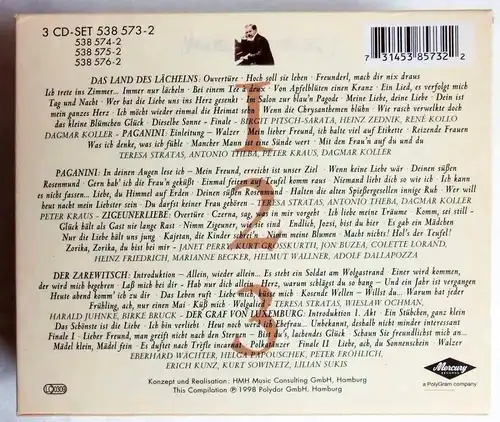 3 CD-SET 538 573-2
538 574-2
538 575-2
538 576-2
7 31453 85732 2
DAS LAND DES LÄCHELNS: Ouvertüre · Hoch soll sie leben · Freunderl, mach dir nix draus
Ich trete ins Zimmer... Immer nur lächeln · Bei einem Tee à deux · Von Apfelblüten einen Kranz · Ein Lied, es verfolgt mich
Tag und Nacht · Wer hat die Liebe uns ins Herz gesenkt · Im Salon zur blau'n Pagode · Meine Liebe, deine Liebe · Dein ist
mein ganzes Herz · Ich möcht wieder einmal die Heimat seh'n · Wenn die Chrysanthemen blühn · Wie rasch verwelkte doch
das kleine Blümchen Glück · Dieselbe Sonne - Finale · BIRGIT PITSCH-SARATA, HEINZ ZEDNIK, RENÉ KOLLO
DAGMAR KOLLER · PAGANINI: Einleitung - Walzer · Mein lieber Freund, ich halte viel auf Etikette · Reizende Frauen
Was ich denke, was ich fühle · Mancher Mann ist eine Sünde wert · Mit den Frau'n auf du und du
TERESA STRATAS, ANTONIO THEBA, PETER KRAUS, DAGMAR KOLLER
PAGANINI: In deinen Augen lese ich - Mein Freund, erreicht ist unser Ziel · Wenn keine Liebe wär · Deinen süßen
Rosenmund · Gern hab' ich die Frau'n geküßt · Einmal feiern · Teufel komm raus · Niemand liebt dich so wie ich · Ich kann
es nicht fassen · Liebe, du Himmel auf Erden · Deinen süßen Rosenmund · Halten die alten Spießergesellen innige Ruh · Wer will
heut nacht mein Liebster sein · Du darfst keiner Frau gehören · TERESA STRATAS, ANTONIO THEBA, DAGMAR KOLLER
PETER KRAUS · ZIGEUNERLIEBE: Ouvertüre · Czerna, sag, was in mir vorgeht · Ich liebe meine Träume · Komm, sei still -
Glück hält als Gast nie lange Rast · Nimm Zigeuner, was wir sind · Endlich, Jozsi, bist du hier · Es gab ein Mädchen
Nur die Liebe hält uns jung · Kajetan, die Kinder schrei'n · Nimm meine Blumen · Macht nichts! · Hol's der Teufel!
Zorika, Zorika, du bist bei mir · JANET PERRY, KURT GROSSKURTH, JON BUZEA, COLETTE LORAND,
HEINZ FRIEDRICH, MARIANNE BECKER, HELMUT WALLNER, ADOLF DALLAPOZZA
DER ZAREWITSCH: Introduktion · Allein, wieder allein... Es steht ein Soldat am Wolgastrand · Einer wird kommen,
der wird mich begehren · Laß mich bei dir · Hab nur dich allein · Herz, warum schlägst du so bang · Und ein Jahr ist vergangen
Heute abend komm' ich zu dir · Das Leben ruft · Liebe mich, lieb mich · Kosende Wellen · Willst du... Warum hat jeder
Frühling, ach, nur einen Mai · Küß mich · Wolgalied · TERESA STRATAS, WIESLAW OCHMAN,
HARALD JUHNKE, BIRKE BRUCK · DER GRAF VON LUXEMBURG: Introduktion 1. Akt · Ein Stübchen, ganz klein
Das Schönste ist die Liebe · Ich bin verliebt · Heut noch werd' ich Ehefrau... Unbekannt, deshalb nicht minder interessant
Finale I · Lieber Freund, man greift nicht nach den Sternen · Bist du's, lachendes Glück · Schaun Sie freundlichst mich an...
Mädel klein, Mädel fein · Es duftet nach Trèfle incarnat · Polkatänzer · Finale II · Liebe, ach, du Sonnenschein · Walzer
EBERHARD WÄCHTER, HELGA PAPOUSCHEK, PETER FRÖHLICH,
ERICH KUNZ, KURT SOWINETZ, LILIAN SUKIS
1 2 3
Konzept und Realisation: HMH Music Consulting GmbH, Hamburg
This Compilation ℗ 1998 Polydor GmbH, Hamburg
LC 0305
Mercury
RECORDS
a PolyGram company